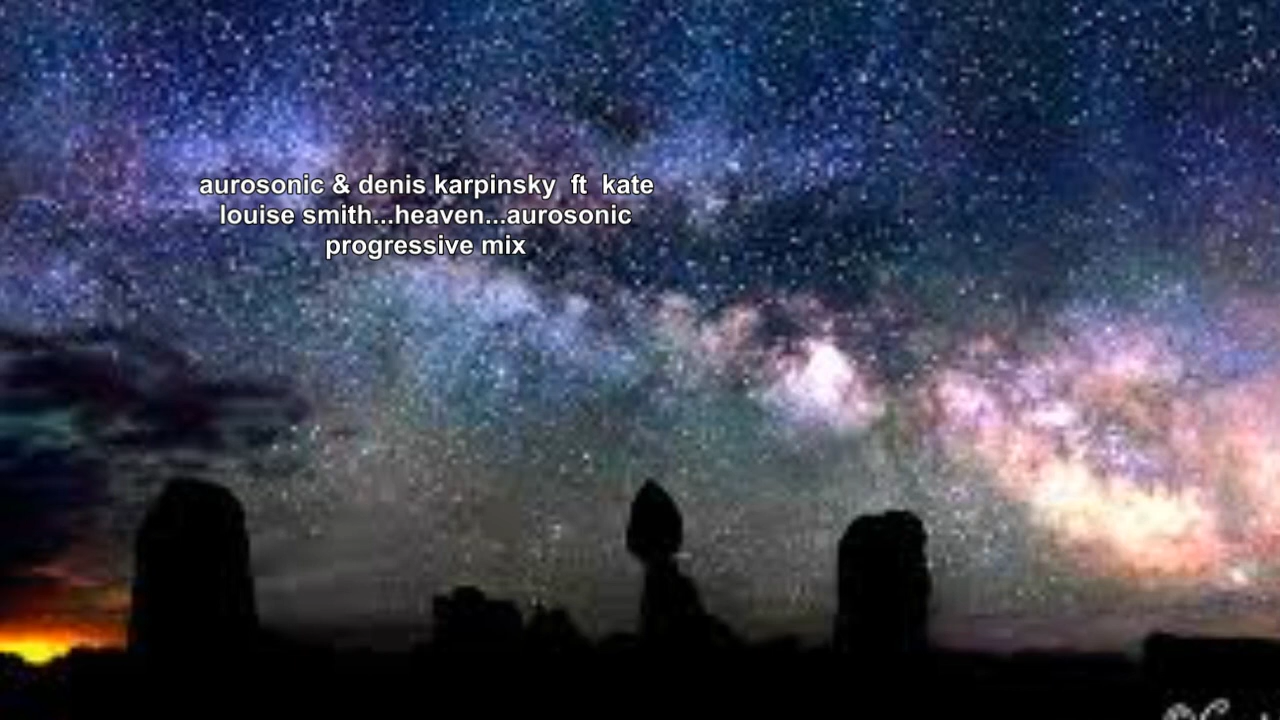 aurosonic & denis karpinsky  ft  kate
louise smith...heaven...aurosonic
progressive mix